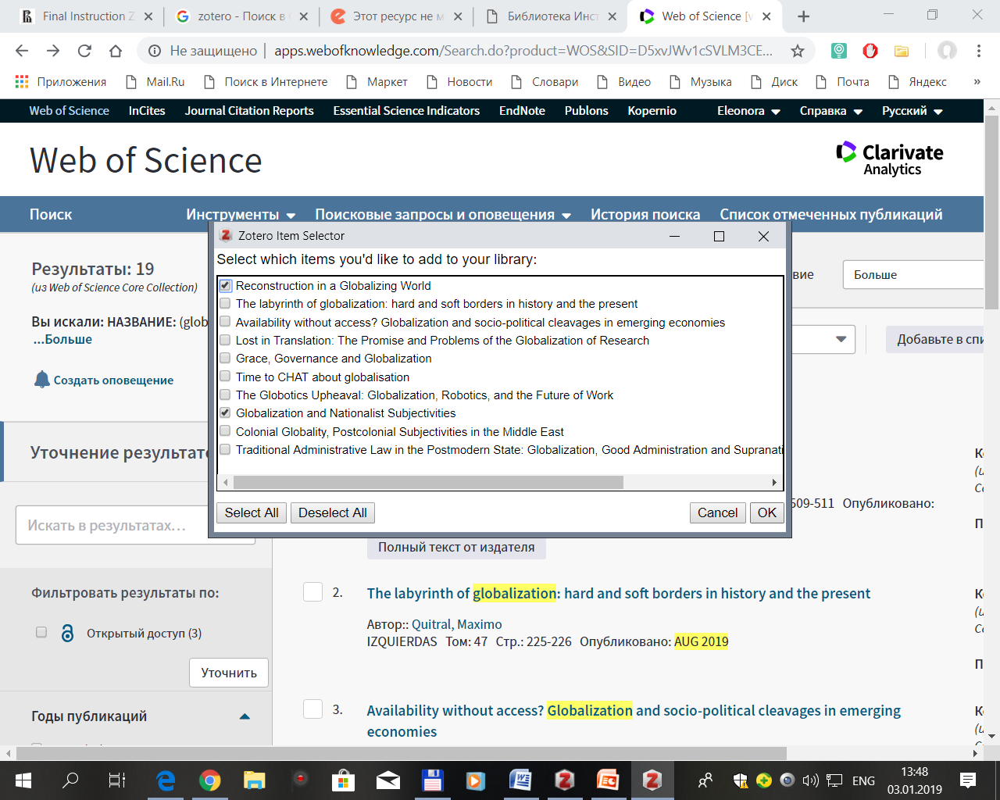 Final Instruction Z
zotero - Поиск в
Этот ресурс не м
Библиотека Инст
Web of Science [v
Не защищено | apps.webofknowledge.com/Search.do?product=WOS&SID=D5xvJWv1cSVLM3CE...
Приложения Mail.Ru Поиск в Интернете Маркет Новости Словари Видео Музыка Диск Почта Яндекс »
Web of Science InCites Journal Citation Reports Essential Science Indicators EndNote Publons Kopernio Eleonora Справка Русский
Web of Science
Clarivate
Analytics
Поиск Инструменты Поисковые запросы и оповещения История поиска Список отмеченных публикаций
Zotero Item Selector
Select which items you'd like to add to your library:
Reconstruction in a Globalizing World
The labyrinth of globalization: hard and soft borders in history and the present
Availability without access? Globalization and socio-political cleavages in emerging economies
Lost in Translation: The Promise and Problems of the Globalization of Research
Grace, Governance and Globalization
Time to CHAT about globalisation
The Globotics Upheaval: Globalization, Robotics, and the Future of Work
Globalization and Nationalist Subjectivities
Colonial Globality, Postcolonial Subjectivities in the Middle East
Traditional Administrative Law in the Postmodern State: Globalization, Good Administration and Supranati
Select All Deselect All Cancel OK
Результаты: 19
(из Web of Science Core Collection)
Вы искали: НАЗВАНИЕ: (glob
...Больше
Создать оповещение
Уточнение результато
Искать в результатах...
Фильтровать результаты по:
Открытый доступ (3)
Уточнить
Годы публикаций
вие
Больше
Добавьте в спи
509-511 Опубликовано:
Полный текст от издателя
2. The labyrinth of globalization: hard and soft borders in history and the present
Автор:: Quitral, Maximo
IZQUIERDAS Том: 47 Стр.: 225-226 Опубликовано: AUG 2019
3. Availability without access? Globalization and socio-political cleavages in emerging
economies
ENG
13:48
03.01.2019